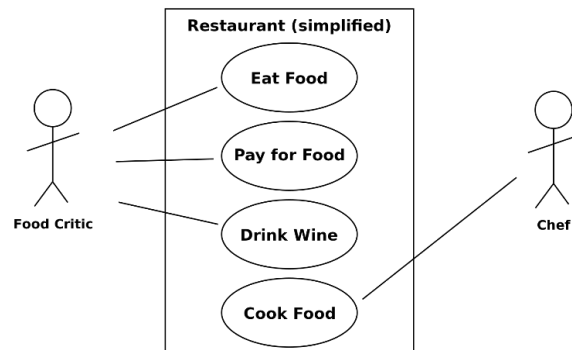 Restaurant (simplified)
Eat Food
Pay for Food
Drink Wine
Cook Food
Food Critic
Chef